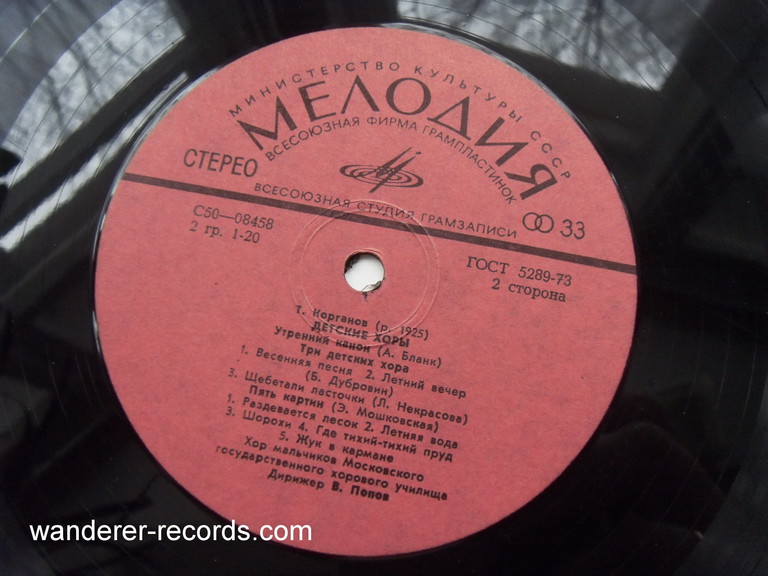 МИНИСТЕРСТВО КУЛЬТУРЫ СССР
МЕЛОДИЯ
ВСЕСОЮЗНАЯ ФИРМА ГРАМПЛАСТИНОК
СТЕРЕО
ВСЕСОЮЗНАЯ СТУДИЯ ГРАМЗАПИСИ
33
С50—08458
2 гр. 1-20
ГОСТ 5289-73
2 сторона
Т. Корганов (р. 1925)
ДЕТСКИЕ ХОРЫ
Утренний канон (А. Бланк)
Три детских хора
1. Весенняя песня 2. Летний вечер
(Б. Дубровин)
3. Щебетали ласточки (Л. Некрасова)
Пять картин (Э. Мошковская)
1. Раздевается лесок 2. Летняя вода
3. Шорохи 4. Где тихий-тихий пруд
5. Жук в кармане
Хор мальчиков Московского
государственного хорового училища
Дирижер В. Попов
wanderer-records.com